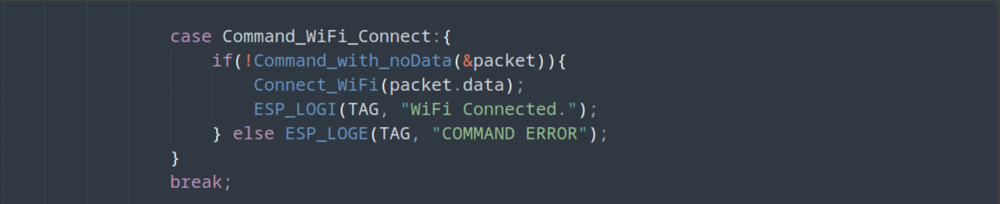 case Command_WiFi_Connect:{
if(!Command_with_noData(&packet)){
Connect_WiFi(packet.data);
ESP_LOGI(TAG, "WiFi Connected.");
} else ESP_LOGE(TAG, "COMMAND ERROR");
}
break;